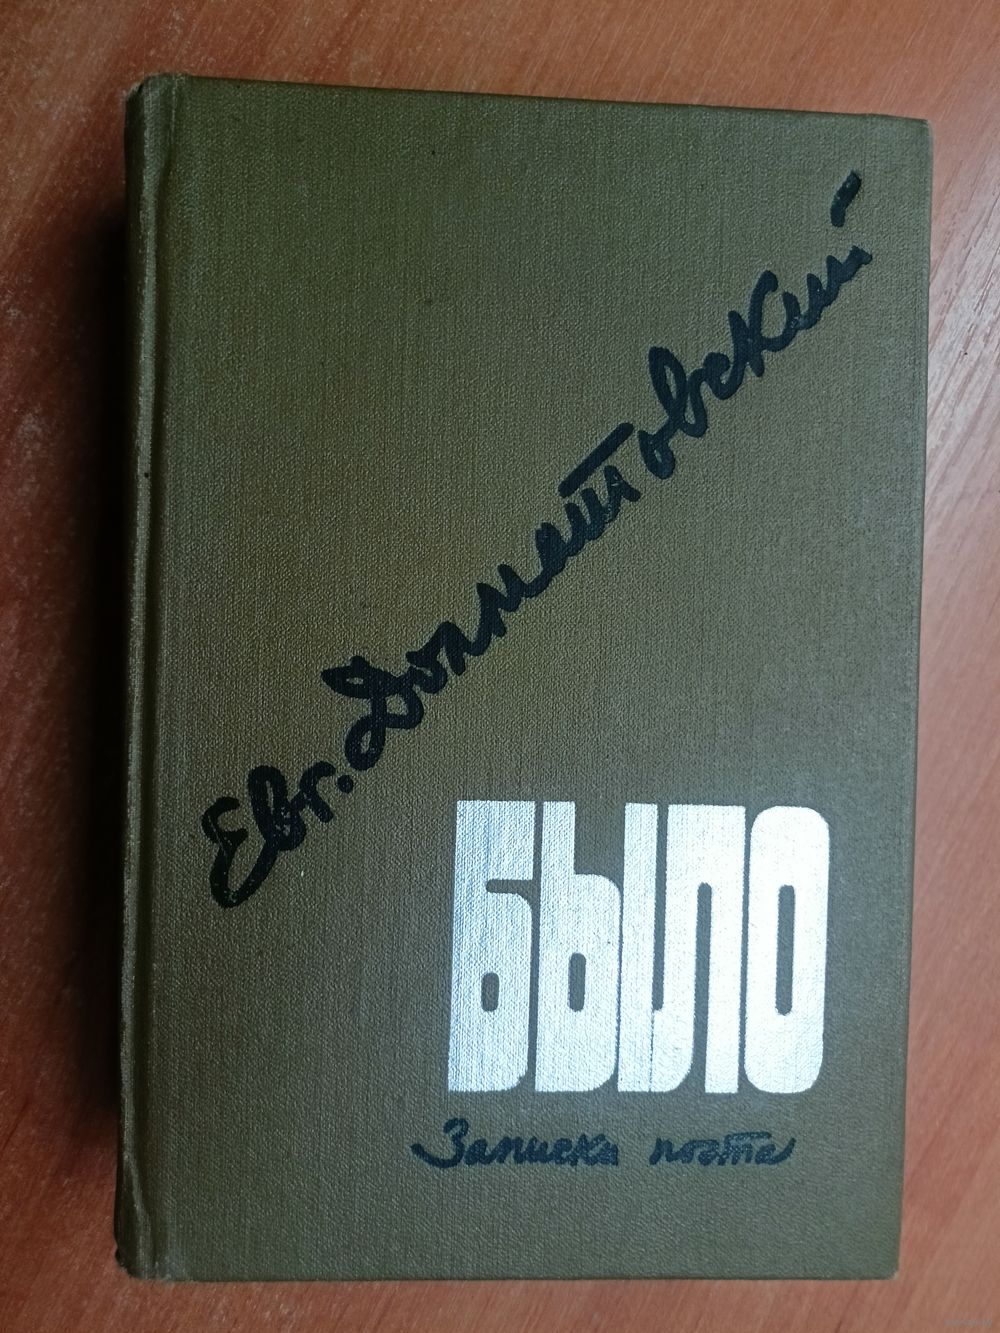 Евг. Долматовский
БЫЛО
Записки поэта